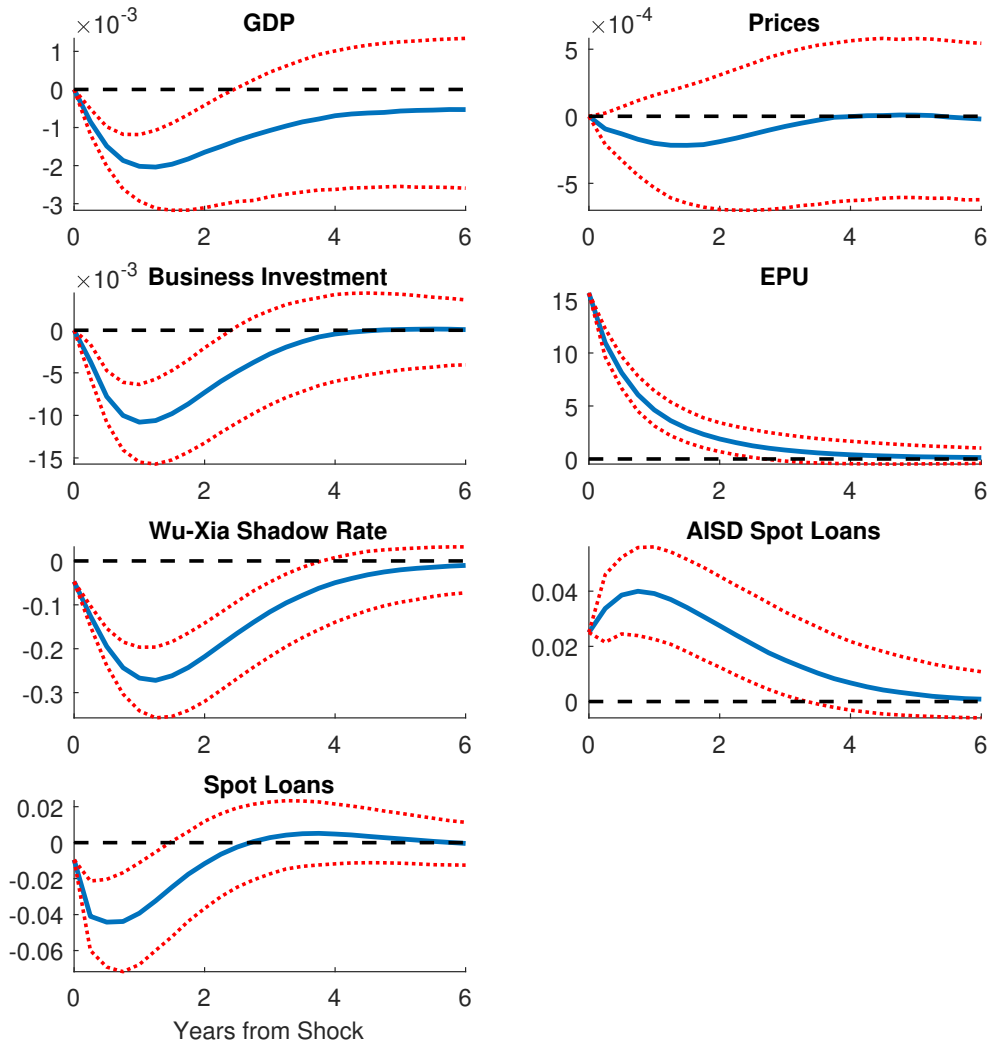 ×10⁻³
GDP
1
0
-1
-2
-3
0 2 4 6
×10⁻⁴
Prices
5
0
-5
0 2 4 6
×10⁻³
Business Investment
0
-5
-10
-15
0 2 4 6
EPU
15
10
5
0
0 2 4 6
Wu-Xia Shadow Rate
0
-0.1
-0.2
-0.3
0 2 4 6
AISD Spot Loans
0.04
0.02
0
0 2 4 6
Spot Loans
0.02
0
-0.02
-0.04
-0.06
0 2 4 6
Years from Shock